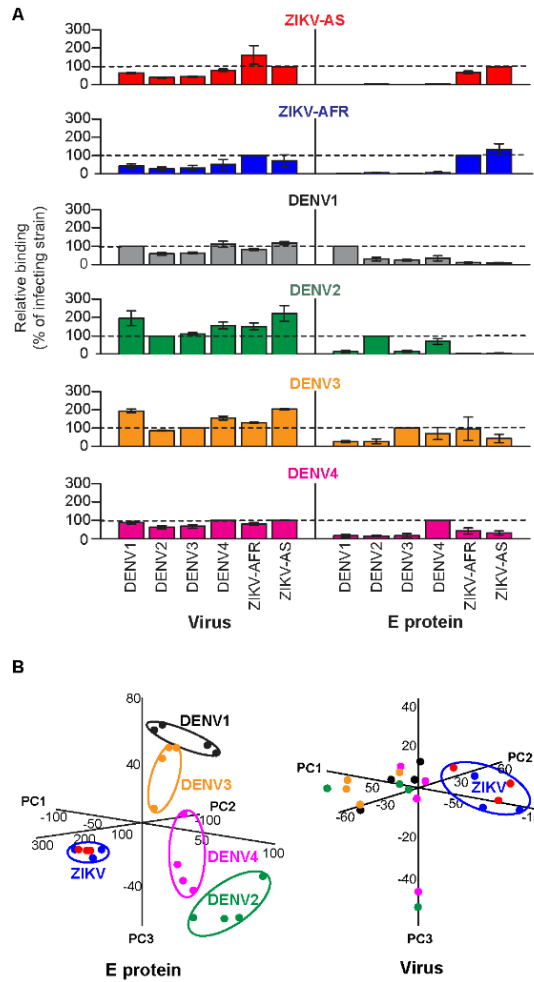 A
ZIKV-AS
300
200
100
0
ZIKV-AFR
300
200
100
0
DENV1
300
200
100
0
DENV2
300
200
100
0
DENV3
300
200
100
0
DENV4
300
200
100
0
Relative binding
(% of infecting strain)
DENV1 DENV2 DENV3 DENV4 ZIKV-AFR ZIKV-AS DENV1 DENV2 DENV3 DENV4 ZIKV-AFR ZIKV-AS
Virus E protein
B
80
DENV1
40
DENV3
PC1 PC2
-100 -50 100 -100
300 200 100 50 100
ZIKV DENV4
-40
DENV2
PC3
E protein
40
20
PC1 PC2
60
50 30
ZIKV
-30 -50
-60
-20
-40
PC3
Virus